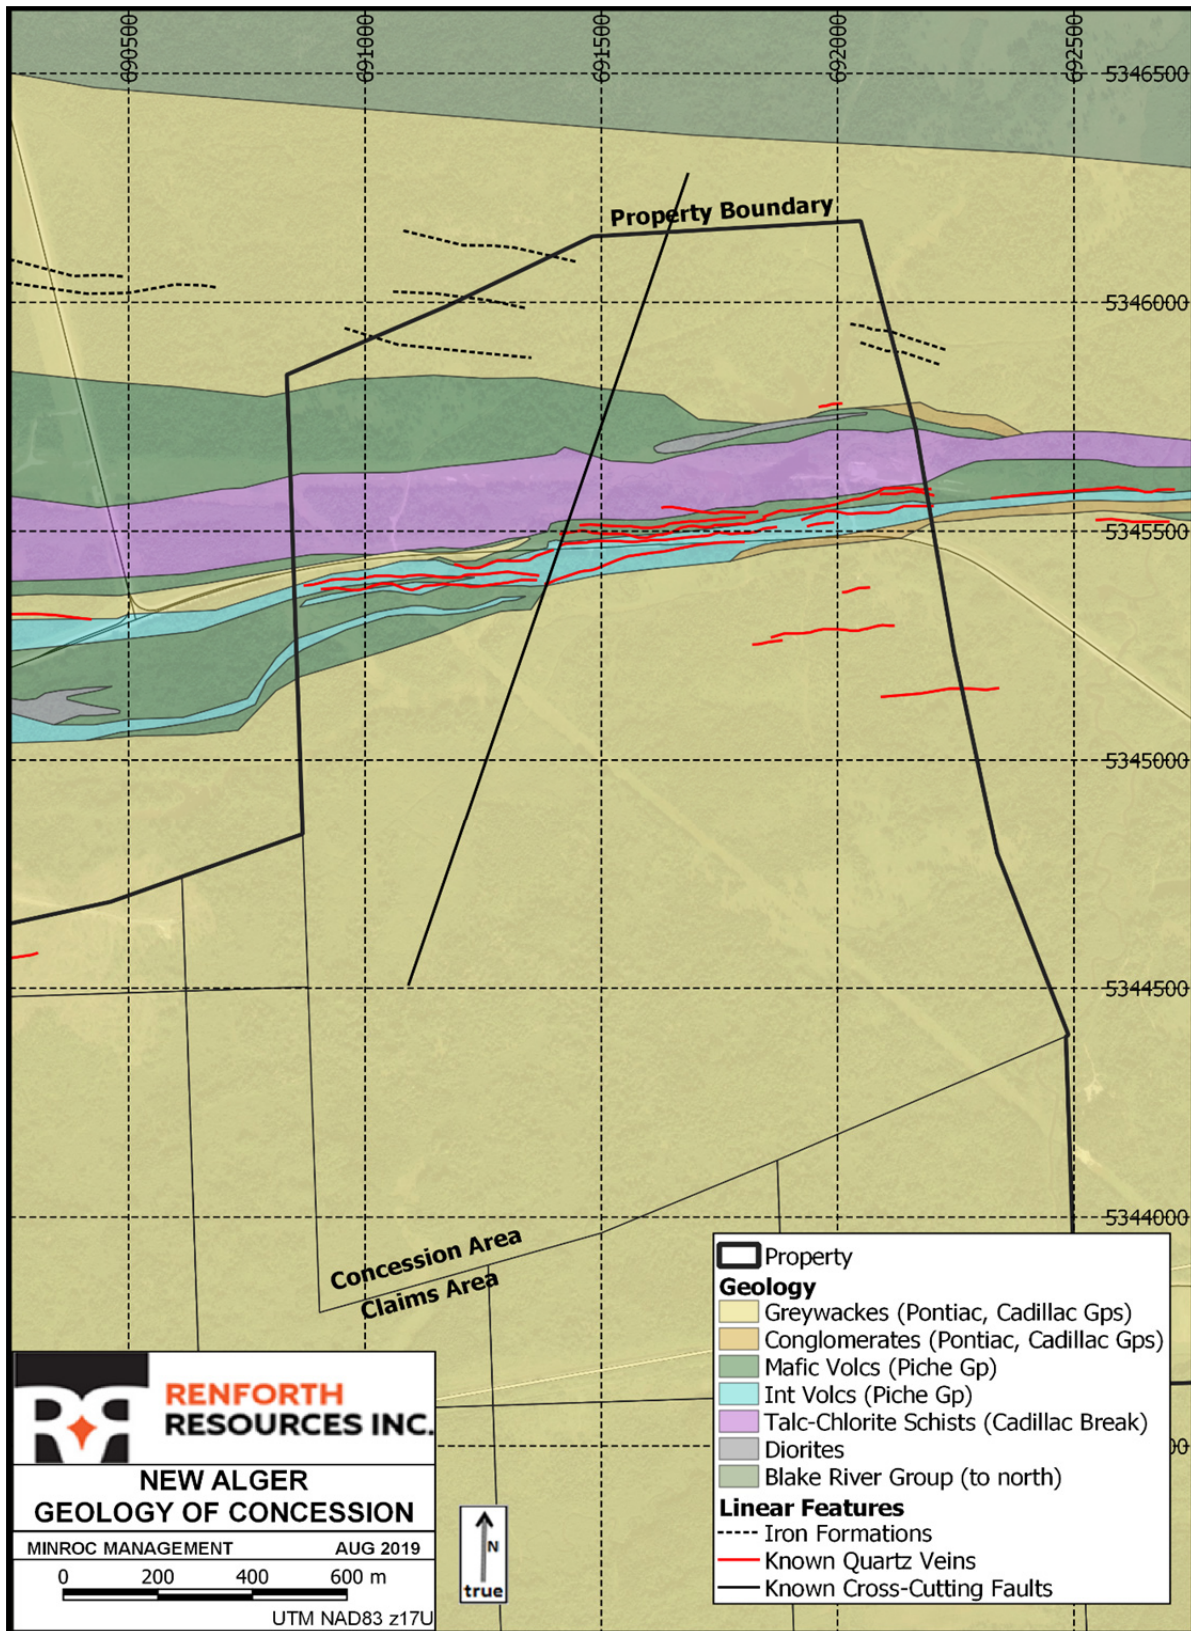 690500
691000
691500
692000
692500
5346500
Property Boundary
5346000
5345500
5345000
5344500
5344000
Concession Area
Claims Area
Property
Geology
Greywackes (Pontiac, Cadillac Gps)
Conglomerates (Pontiac, Cadillac Gps)
Mafic Volcs (Piche Gp)
Int Volcs (Piche Gp)
Talc-Chlorite Schists (Cadillac Break)
Diorites
Blake River Group (to north)
Linear Features
Iron Formations
Known Quartz Veins
Known Cross-Cutting Faults
RENFORTH
RESOURCES INC.
NEW ALGER
GEOLOGY OF CONCESSION
MINROC MANAGEMENT AUG 2019
0 200 400 600 m
UTM NAD83 z17U
N
true